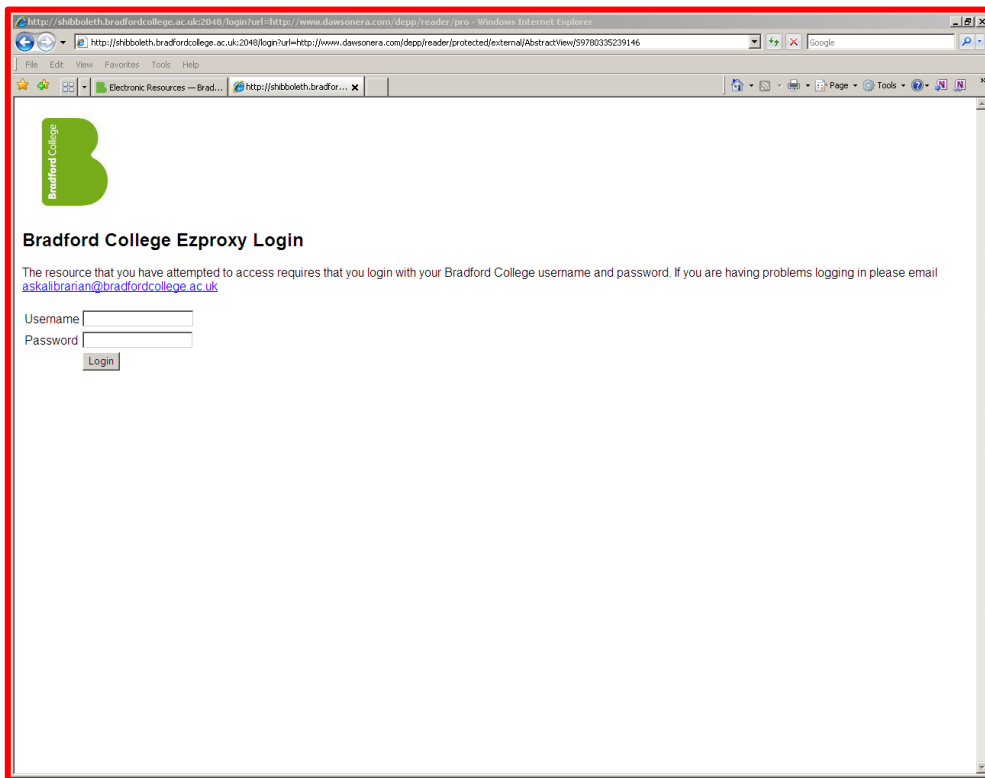 http://shibboleth.bradfordcollege.ac.uk:2048/login?url=http://www.dawsonera.com/depp/reader/pro - Windows Internet Explorer
http://shibboleth.bradfordcollege.ac.uk:2048/login?url=http://www.dawsonera.com/depp/reader/protected/external/AbstractView/S9780335239146
Google
File Edit View Favorites Tools Help
Electronic Resources — Brad...
http://shibboleth.bradfor...
Page
Tools
Bradford College
Bradford College Ezproxy Login
The resource that you have attempted to access requires that you login with your Bradford College username and password. If you are having problems logging in please email
askalibrarian@bradfordcollege.ac.uk
Username
Password
Login